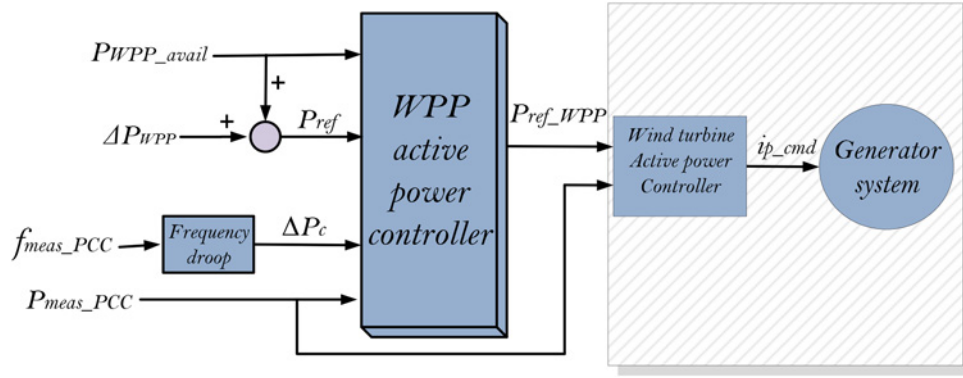 PWPP_avail
+
+
ΔPWPP
Pref
WPP
active
power
controller
Pref_WPP
Wind turbine
Active power
Controller
ip_cmd
Generator
system
fmeas_PCC
Frequency
droop
ΔPc
Pmeas_PCC